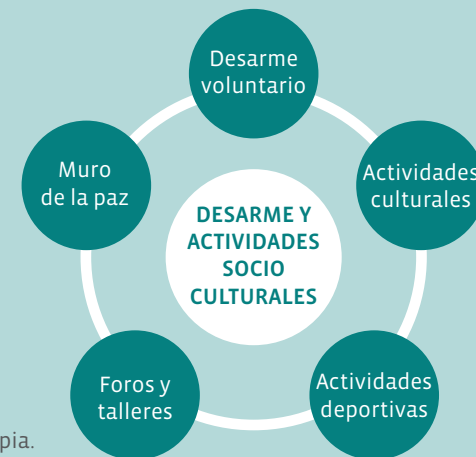 Desarme
voluntario
Muro
de la paz
Actividades
culturales
DESARME Y
ACTIVIDADES
SOCIO
CULTURALES
Foros y
talleres
Actividades
deportivas
pia.